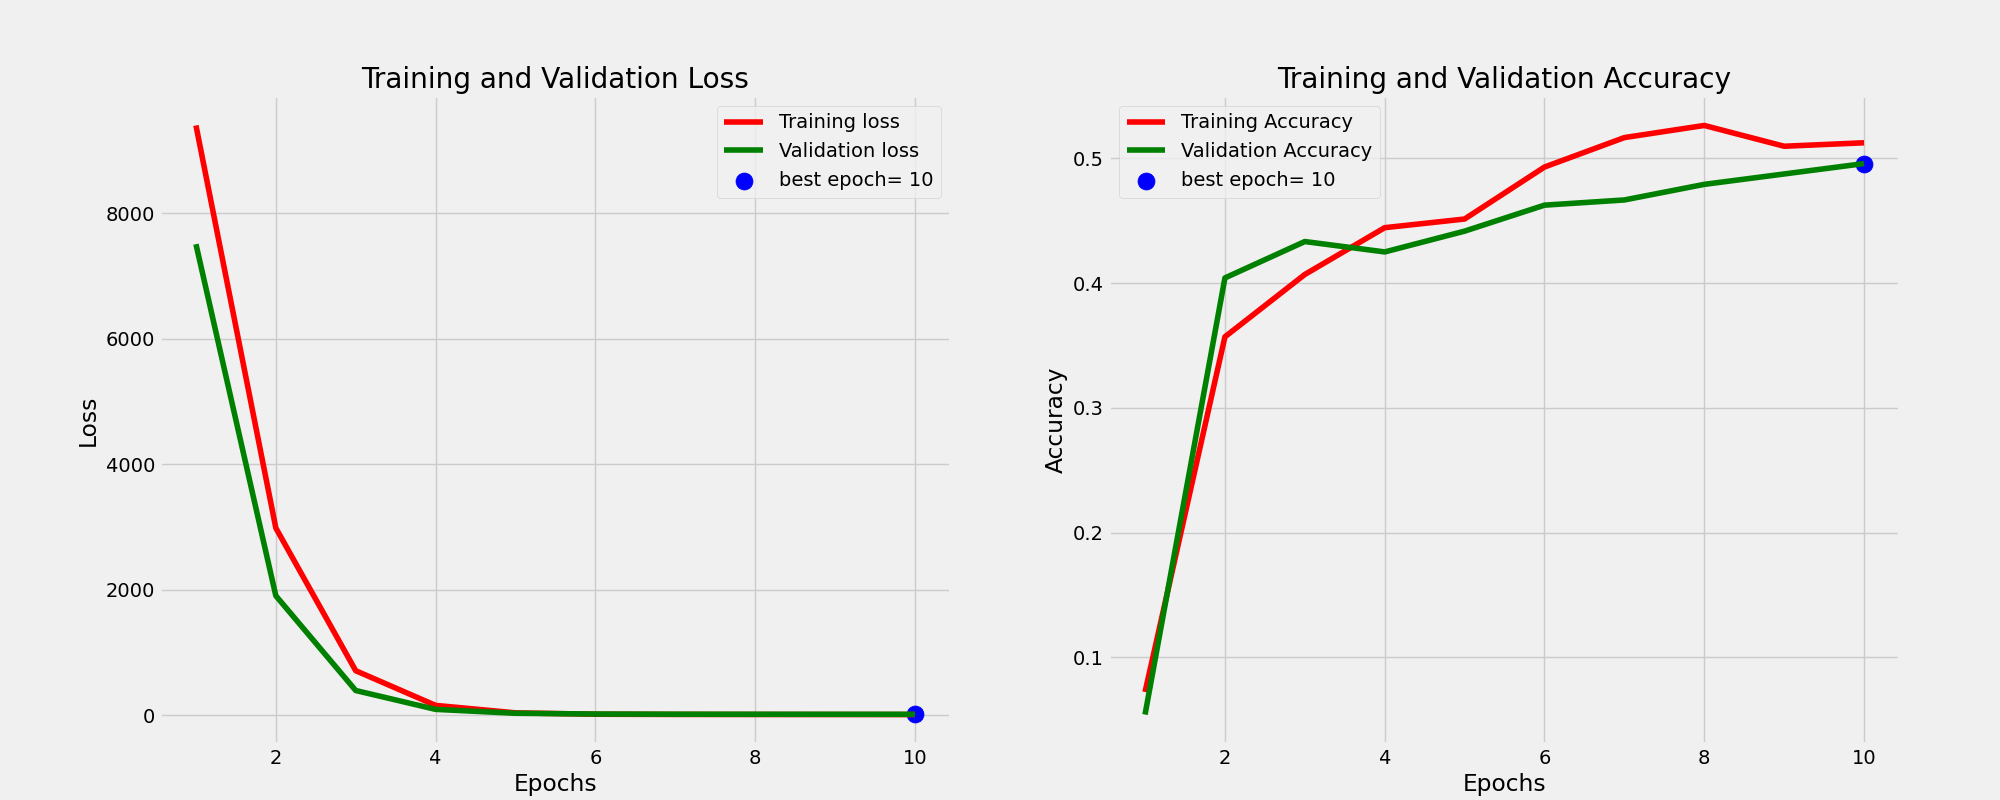 Training and Validation Loss
Training loss
Validation loss
best epoch= 10
8000
6000
4000
2000
0
Loss
2
4
6
8
10
Epochs
Training and Validation Accuracy
Training Accuracy
Validation Accuracy
best epoch= 10
0.5
0.4
0.3
0.2
0.1
Accuracy
2
4
6
8
10
Epochs